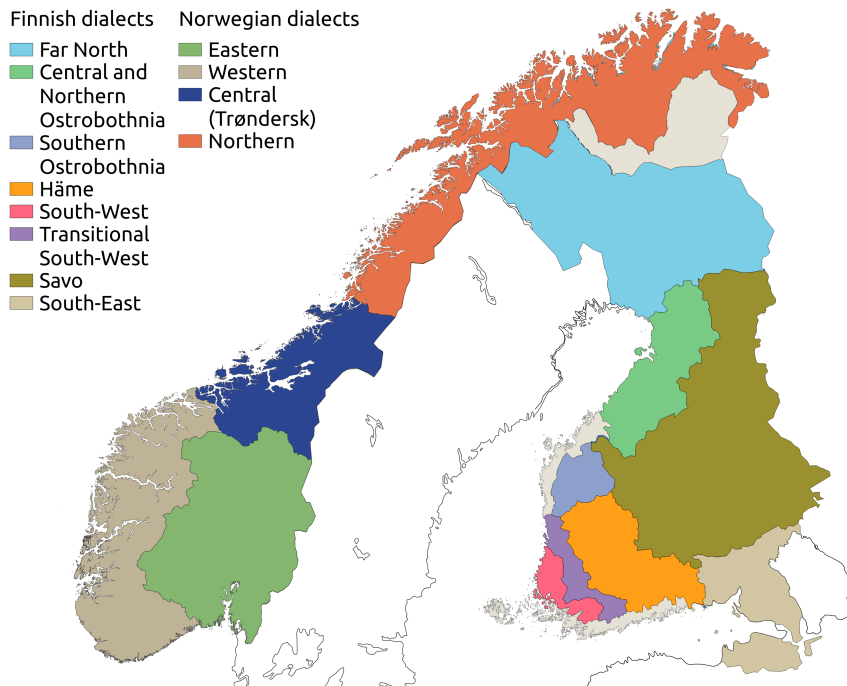 Finnish dialects
Far North
Central and
Northern
Ostrobothnia
Southern
Ostrobothnia
Häme
South-West
Transitional
South-West
Savo
South-East
Norwegian dialects
Eastern
Western
Central
(Trøndersk)
Northern